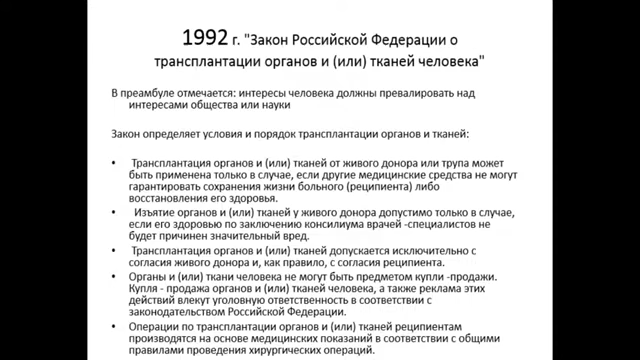 1992 г. "Закон Российской Федерации о
трансплантации органов и (или) тканей человека"
В преамбуле отмечается: интересы человека должны превалировать над
интересами общества или науки
Закон определяет условия и порядок трансплантации органов и тканей:
• Трансплантация органов и (или) тканей от живого донора или трупа может
быть применена только в случае, если другие медицинские средства не могут
гарантировать сохранения жизни больного (реципиента) либо
восстановления его здоровья.
• Изъятие органов и (или) тканей у живого донора допустимо только в случае,
если его здоровью по заключению консилиума врачей -специалистов не
будет причинен значительный вред.
• Трансплантация органов и (или) тканей допускается исключительно с
согласия живого донора и, как правило, с согласия реципиента.
• Органы и (или) ткани человека не могут быть предметом купли -продажи.
Купля - продажа органов и (или) тканей человека, а также реклама этих
действий влекут уголовную ответственность в соответствии с
законодательством Российской Федерации.
• Операции по трансплантации органов и (или) тканей реципиентам
производятся на основе медицинских показаний в соответствии с общими
правилами проведения хирургических операций.